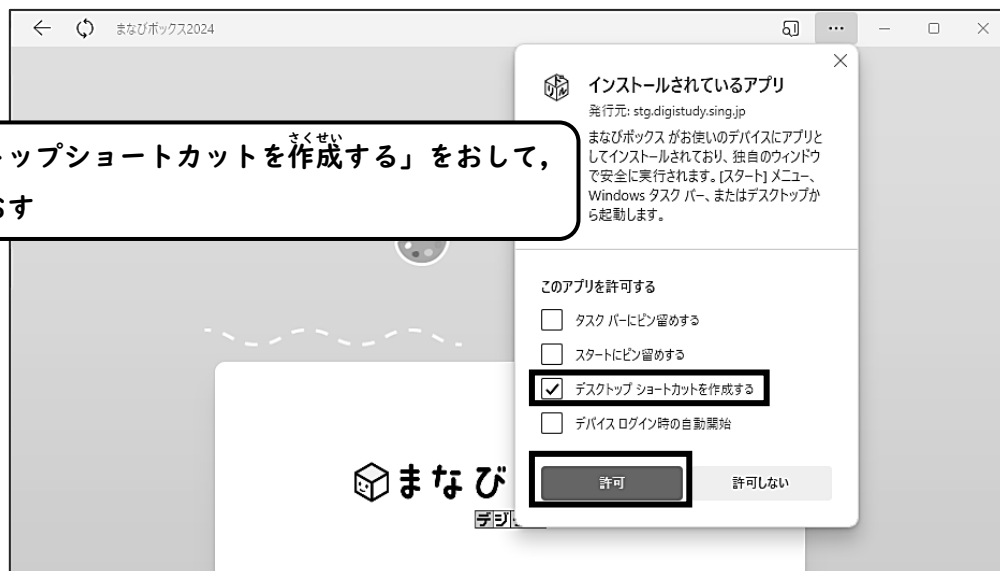 まなびボックス2024
インストールされているアプリ
発行元: stg.digistudy.sing.jp
まなびボックス がお使いのデバイスにアプリと
してインストールされており、独自のウィンドウ
で安全に実行されます。[スタート] メニュー、
Windows タスク バー、またはデスクトップか
ら起動します。
さくせい
トップショートカットを作成する」をおして,
おす
このアプリを許可する
タスク バーにピン留めする
スタートにピン留めする
デスクトップ ショートカットを作成する
デバイス ログイン時の自動開始
許可
許可しない
まなび
デジ